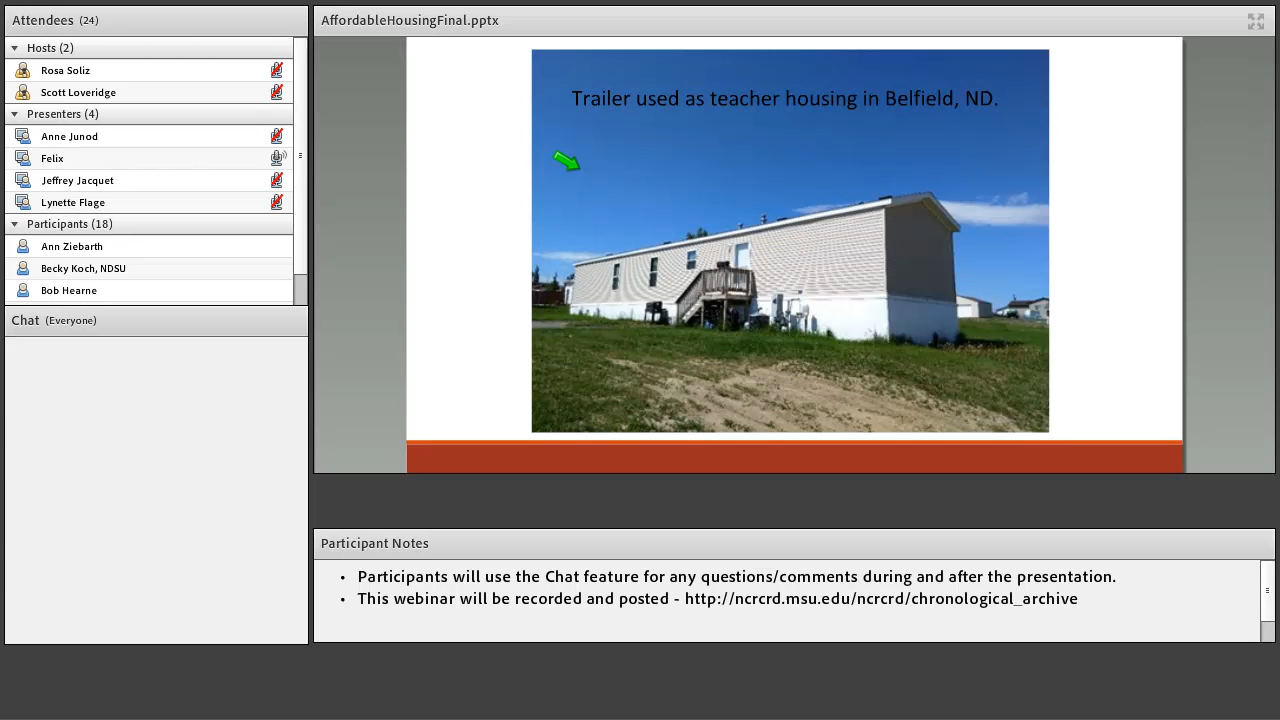 Attendees (24)
Hosts (2)
Rosa Soliz
Scott Loveridge
Presenters (4)
Anne Junod
Felix
Jeffrey Jacquet
Lynette Flage
Participants (18)
Ann Ziebarth
Becky Koch, NDSU
Bob Hearne
Chat (Everyone)
AffordableHousingFinal.pptx
Trailer used as teacher housing in Belfield, ND.
Participant Notes
• Participants will use the Chat feature for any questions/comments during and after the presentation.
• This webinar will be recorded and posted - http://ncrcrd.msu.edu/ncrcrd/chronological_archive